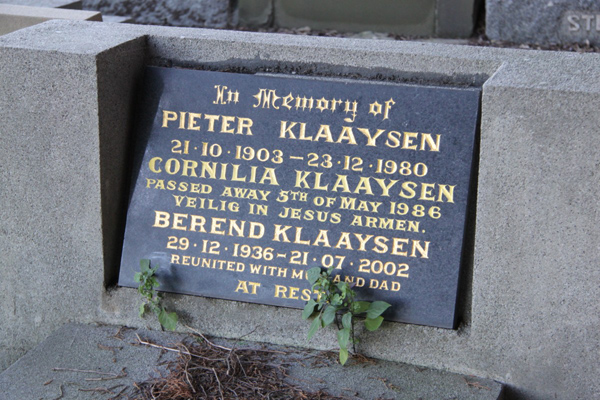 In Memory of
PIETER KLAAYSEN
21·10·1903 — 23·12·1980
CORNILIA KLAAYSEN
PASSED AWAY 5TH OF MAY 1986
VEILIG IN JESUS ARMEN.
BEREND KLAAYSEN
29·12·1936 – 21·07·2002
REUNITED WITH AND DAD
AT REST